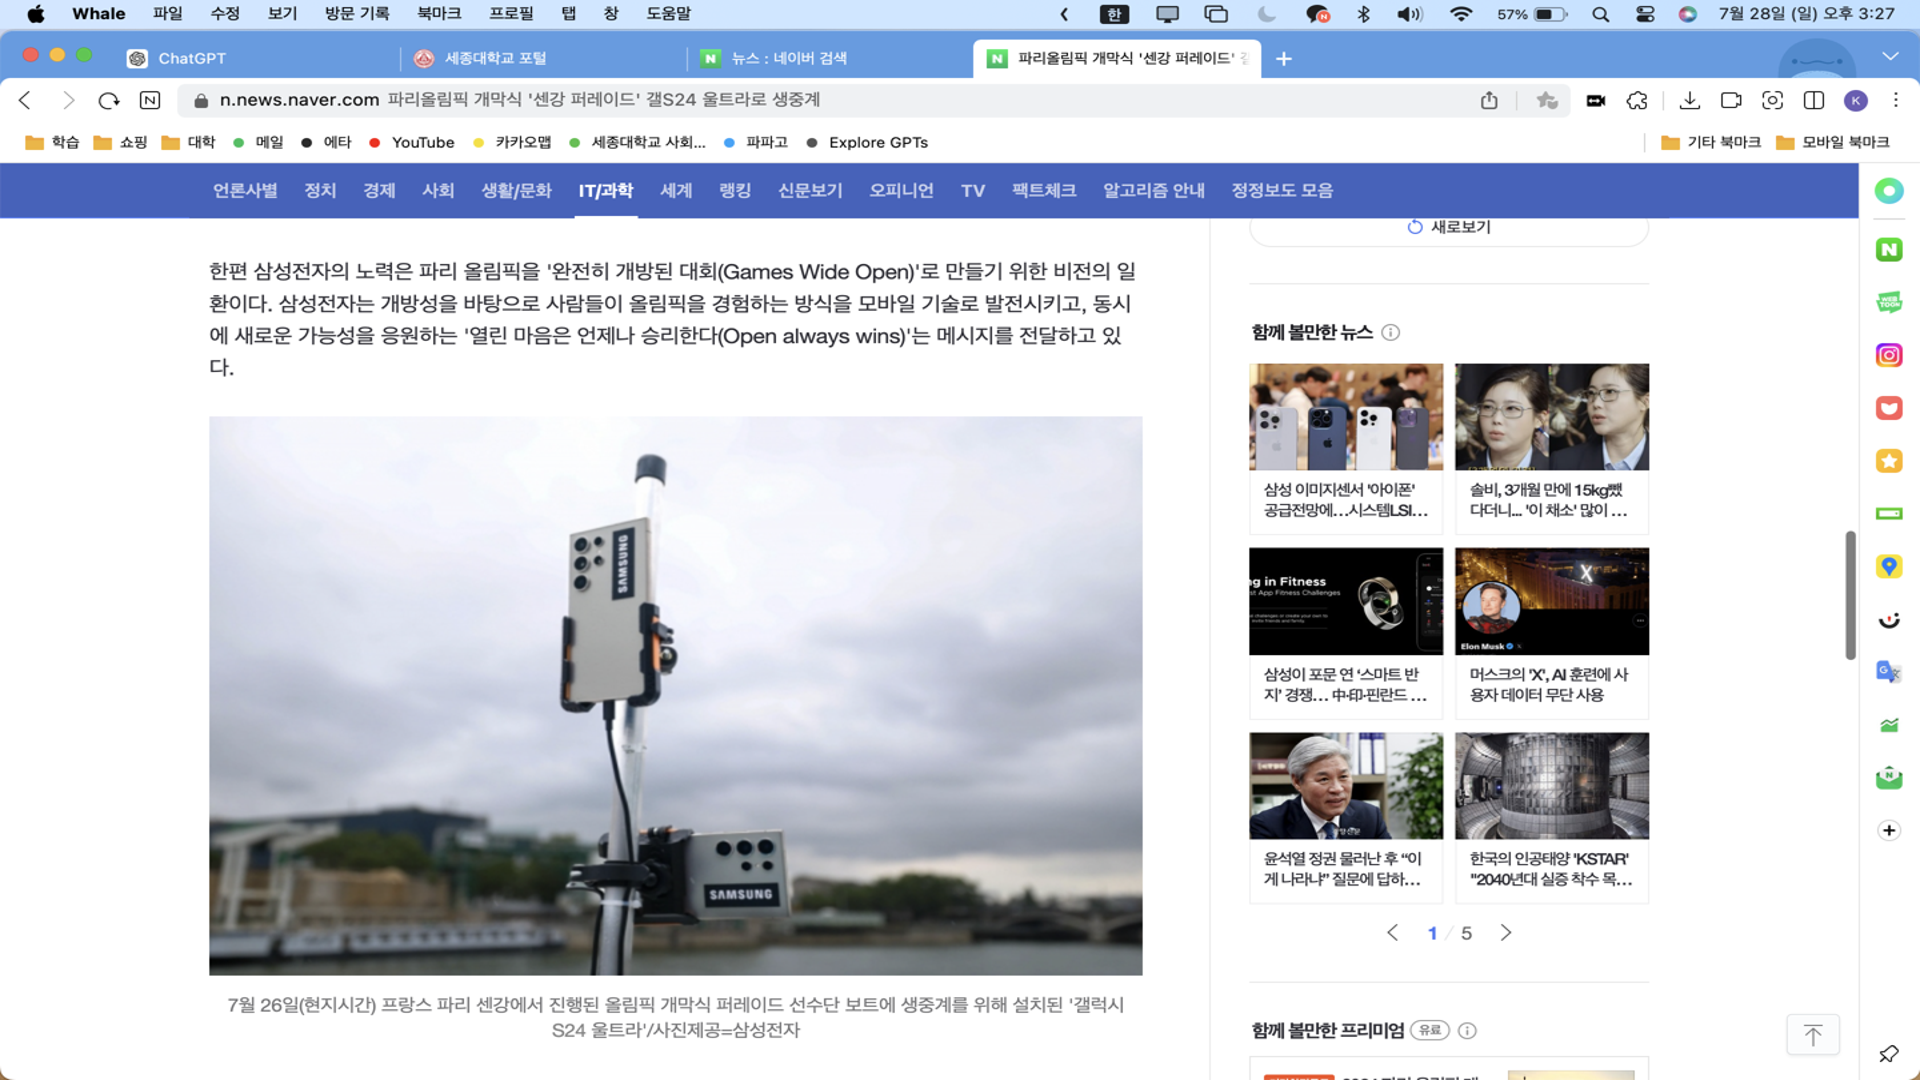 Whale 파일 수정 보기 방문 기록 북마크 프로필 탭 창 도움말
한 57% 7월 28일 (일) 오후 3:27
ChatGPT 세종대학교 포털 뉴스 : 네이버 검색 파리올림픽 개막식 '센강 퍼레이드'
n.news.naver.com 파리올림픽 개막식 '센강 퍼레이드' 갤S24 울트라로 생중계
K
학습 쇼핑 대학 메일 에타 YouTube 카카오맵 세종대학교 사회... 파파고 Explore GPTs 기타 북마크 모바일 북마크
언론사별 정치 경제 사회 생활/문화 IT/과학 세계 랭킹 신문보기 오피니언 TV 팩트체크 알고리즘 안내 정정보도 모음
한편 삼성전자의 노력은 파리 올림픽을 '완전히 개방된 대회(Games Wide Open)'로 만들기 위한 비전의 일
환이다. 삼성전자는 개방성을 바탕으로 사람들이 올림픽을 경험하는 방식을 모바일 기술로 발전시키고, 동시
에 새로운 가능성을 응원하는 '열린 마음은 언제나 승리한다(Open always wins)'는 메시지를 전달하고 있
다.
SAMSUNG
SAMSUNG
7월 26일(현지시간) 프랑스 파리 센강에서 진행된 올림픽 개막식 퍼레이드 선수단 보트에 생중계를 위해 설치된 '갤럭시
S24 울트라'/사진제공=삼성전자
새로보기
함께 볼만한 뉴스
삼성 이미지센서 '아이폰'
공급전망에…시스템LSI…
솔비, 3개월 만에 15kg뺐
다더니... '이 채소' 많이 …
ng in Fitness
st App Fitness Challenges
삼성이 포문 연 ‘스마트 반
지’ 경쟁… 中·印·핀란드 …
X
Elon Musk
머스크의 'X', AI 훈련에 사
용자 데이터 무단 사용
윤석열 정권 물러난 후 “이
게 나라냐” 질문에 답하…
한국의 인공태양 'KSTAR'
"2040년대 실증 착수 목…
1 / 5
함께 볼만한 프리미엄 유료
WEB
TOON